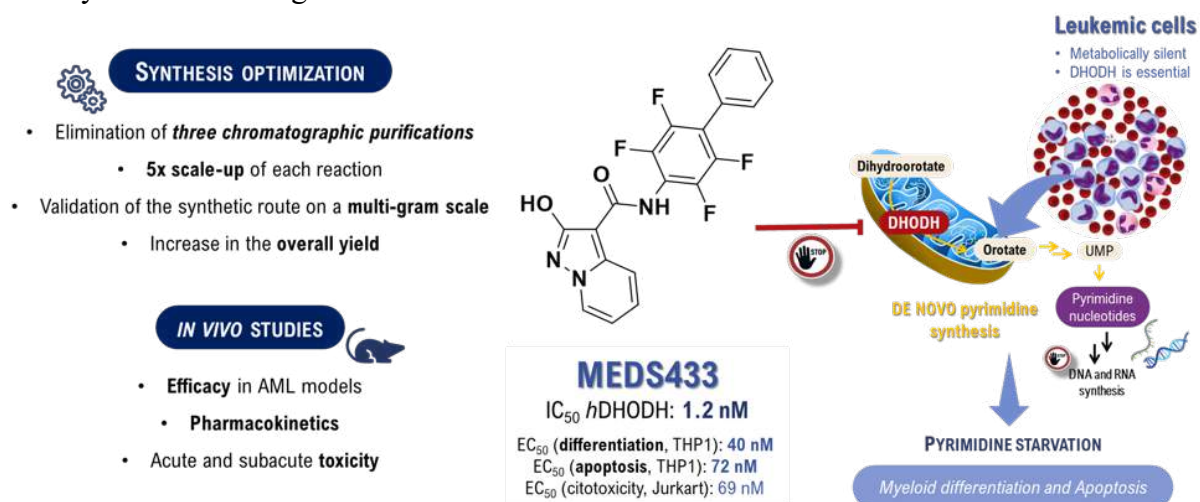 SYNTHESIS OPTIMIZATION
• Elimination of three chromatographic purifications
• 5x scale-up of each reaction
• Validation of the synthetic route on a multi-gram scale
• Increase in the overall yield
IN VIVO STUDIES
• Efficacy in AML models
• Pharmacokinetics
• Acute and subacute toxicity
F
F
F
F
O
NH
HO
N
N
MEDS433
IC50 hDHODH: 1.2 nM
EC50 (differentiation, THP1): 40 nM
EC50 (apoptosis, THP1): 72 nM
EC50 (citotoxicity, Jurkart): 69 nM
STOP
Leukemic cells
• Metabolically silent
• DHODH is essential
Dihydroorotate
DHODH
Orotate
UMP
DE NOVO pyrimidine
synthesis
Pyrimidine
nucleotides
STOP
DNA and RNA
synthesis
PYRIMIDINE STARVATION
Myeloid differentiation and Apoptosis